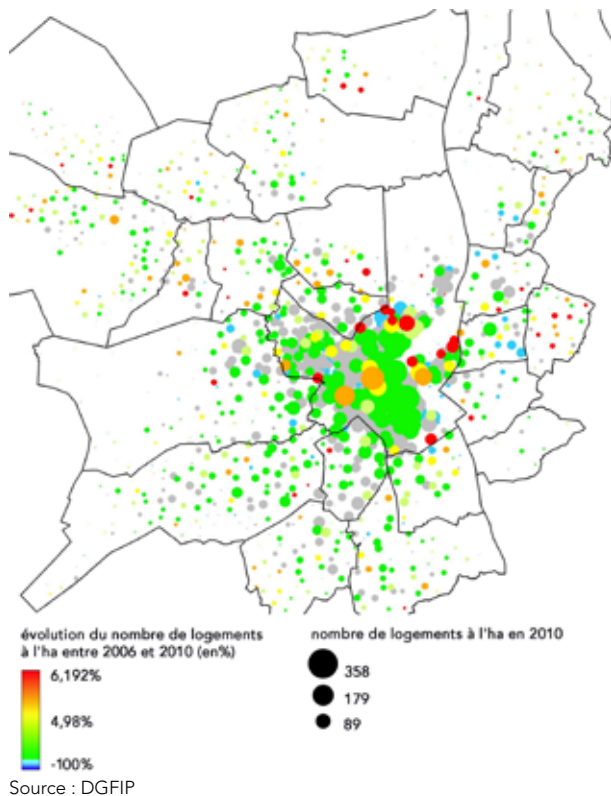 évolution du nombre de logements
à l'ha entre 2006 et 2010 (en%)
6,192%
4,98%
-100%
nombre de logements à l'ha en 2010
358
179
89
Source : DGFIP